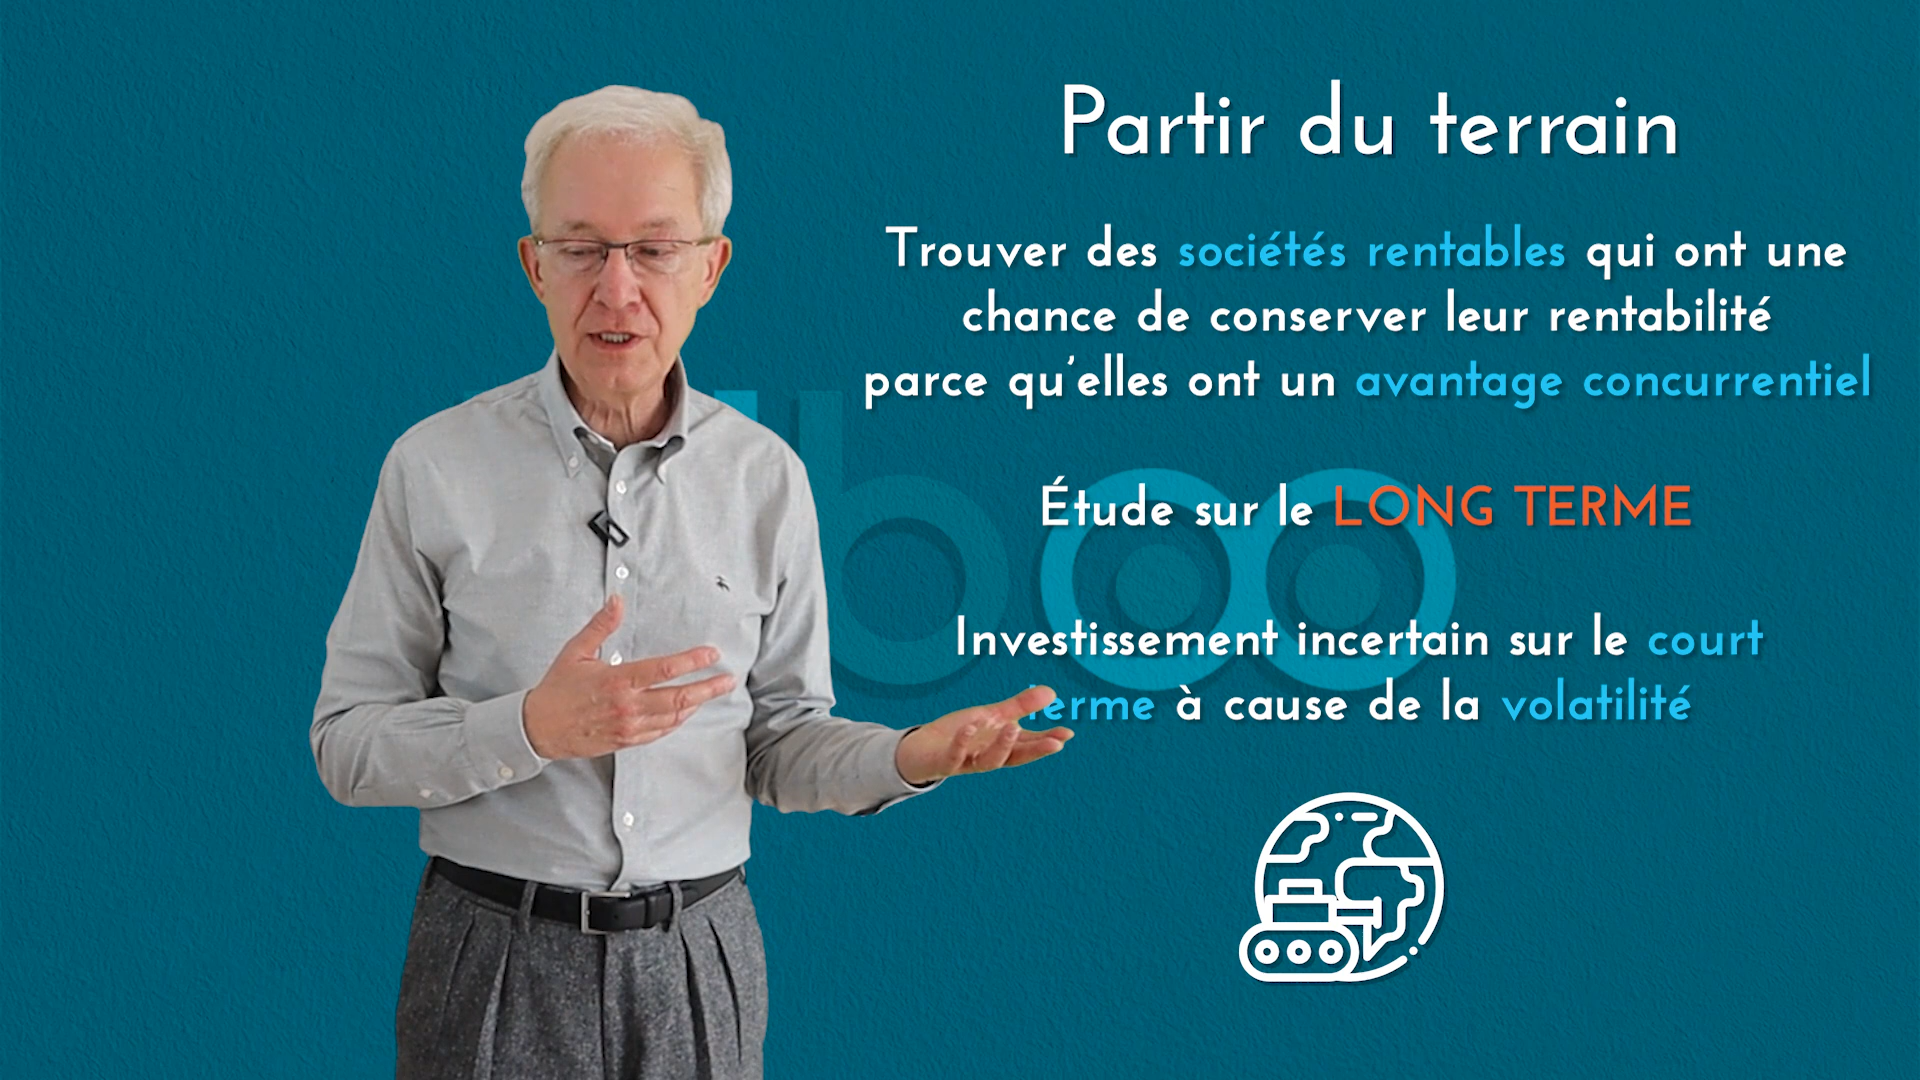 Partir du terrain
Trouver des sociétés rentables qui ont une
chance de conserver leur rentabilité
parce qu'elles ont un avantage concurrentiel
Étude sur le LONG TERME
Investissement incertain sur le court
terme à cause de la volatilité